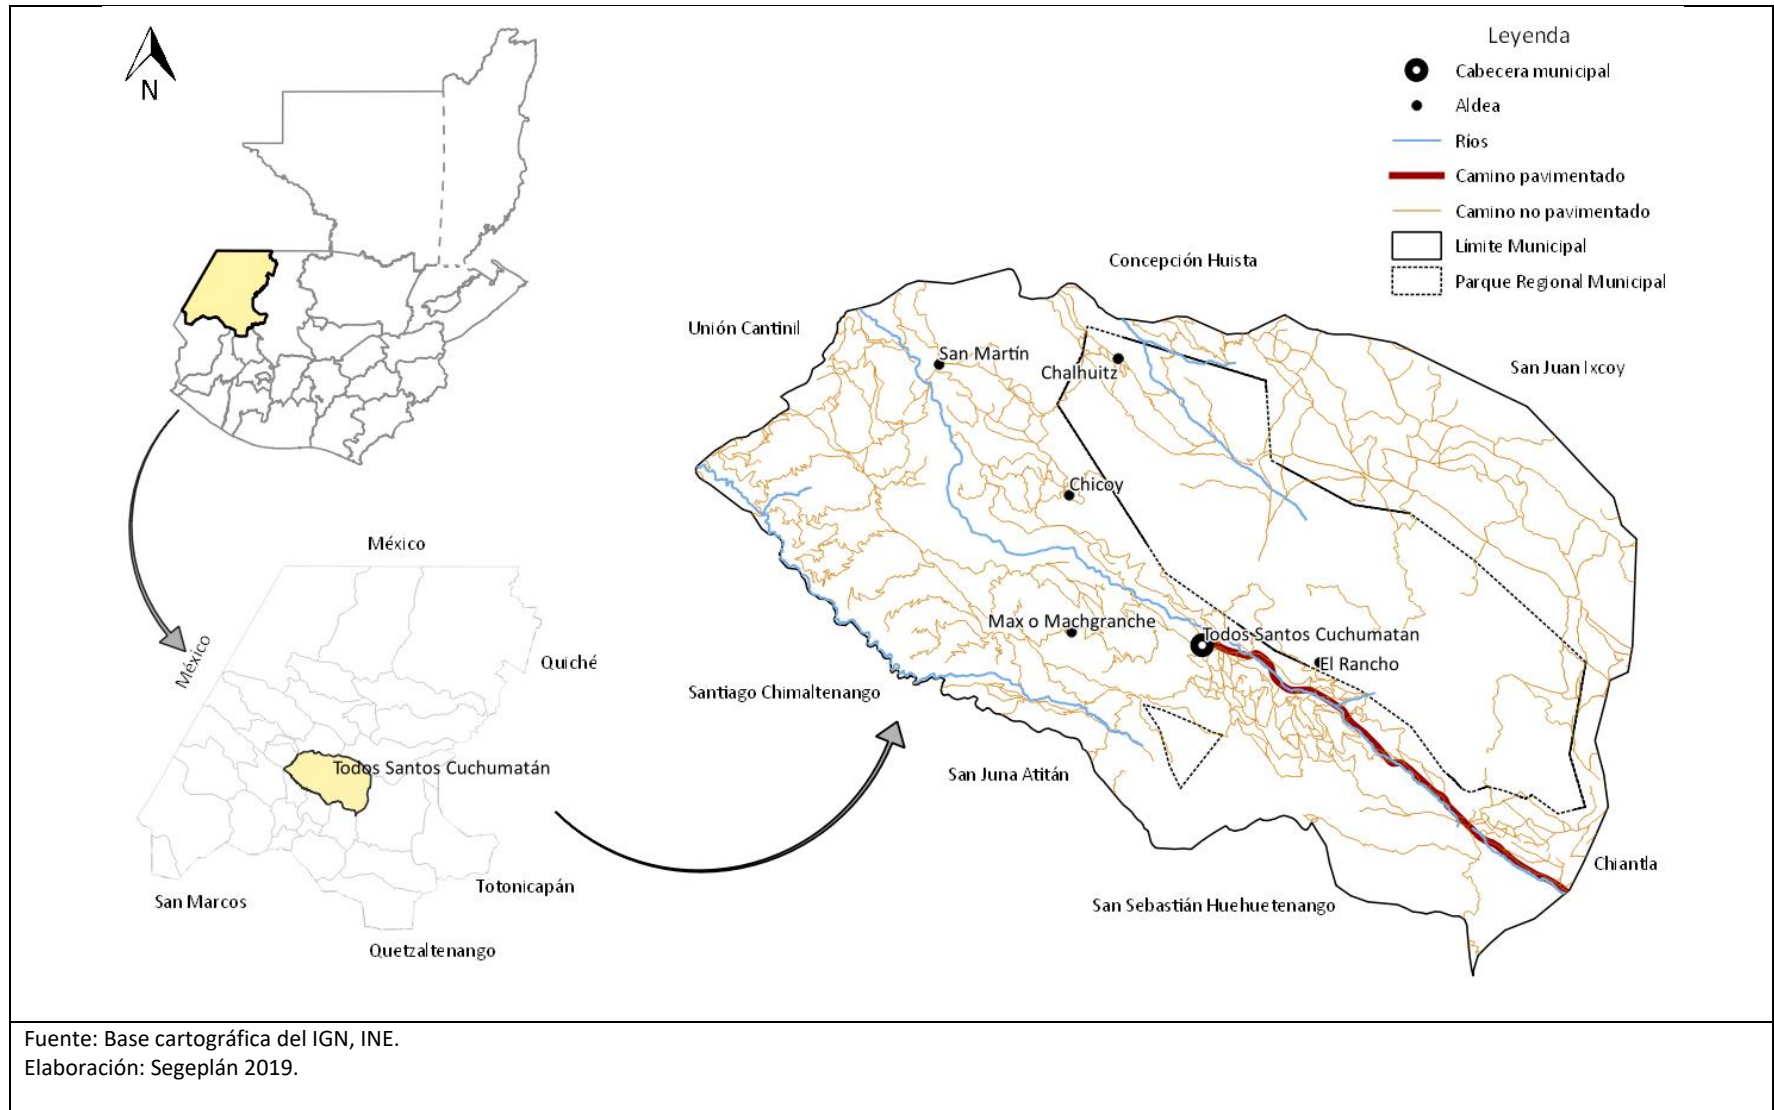 N
Leyenda
Cabecera municipal
Aldea
Ríos
Camino pavimentado
Camino no pavimentado
Límite Municipal
Parque Regional Municipal
Concepción Huista
Unión Cantinil
San Juan Ixcoy
San Martín
Chalhuitz
Chicoy
Max o Machgranche
Todos Santos Cuchumatan
El Rancho
Santiago Chimaltenango
San Juna Atitán
San Sebastián Huehuetenango
Chiantla
México
México
Quiché
Todos Santos Cuchumatán
Totonicapán
San Marcos
Quetzaltenango
Fuente: Base cartográfica del IGN, INE.
Elaboración: Segeplán 2019.